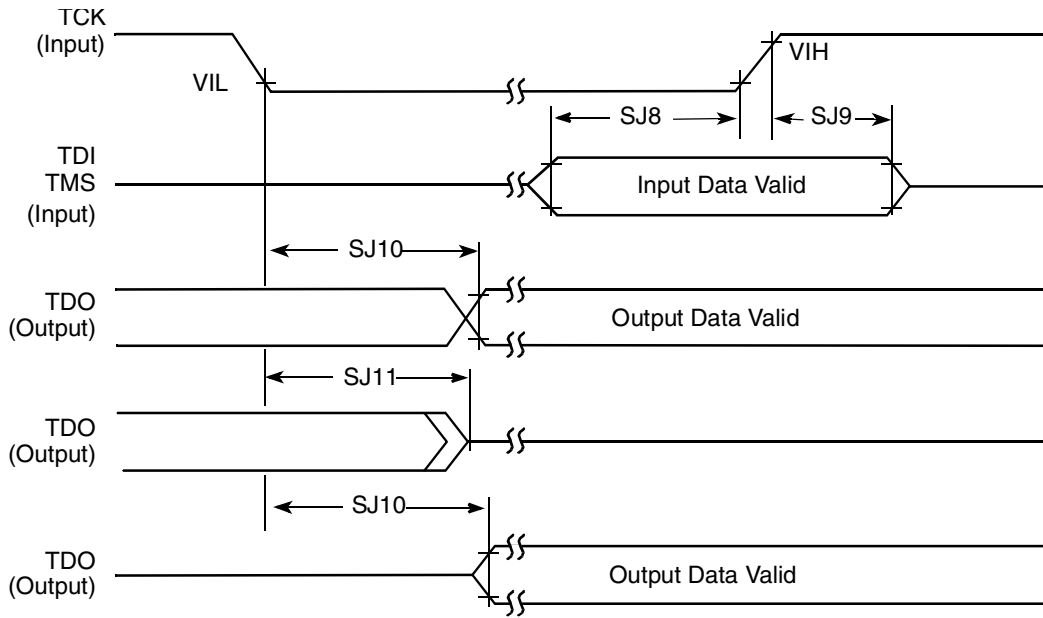 TCK
(Input)
VIL
VIH
SJ8
SJ9
TDI
TMS
(Input)
Input Data Valid
SJ10
TDO
(Output)
Output Data Valid
SJ11
TDO
(Output)
SJ10
TDO
(Output)
Output Data Valid